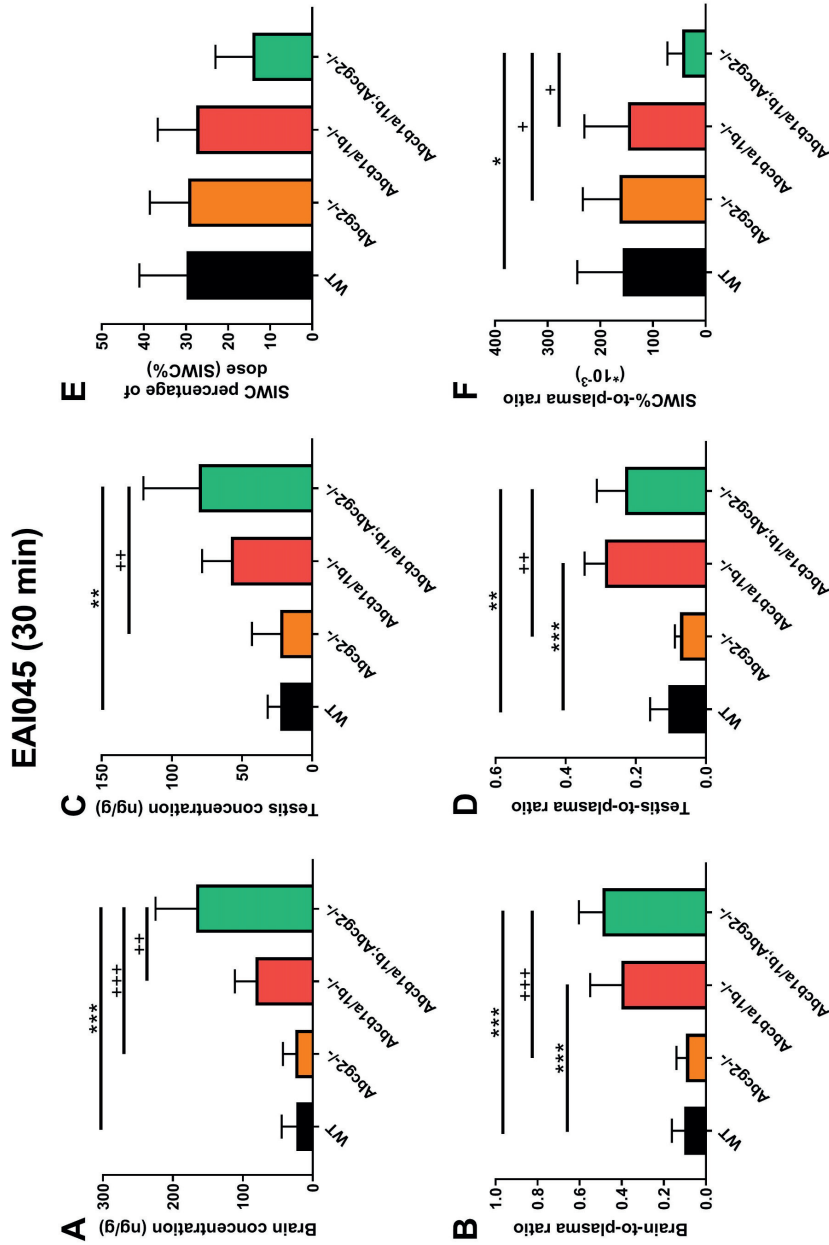 EAI045 (30 min)
A
Brain concentration (ng/g)
300
200
100
0
***
+++
++
WT
Abcg2-/-
Abcb1a/1b-/-
Abcb1a/1b;Abcg2-/-
C
Testis concentration (ng/g)
150
100
50
0
**
++
WT
Abcg2-/-
Abcb1a/1b-/-
Abcb1a/1b;Abcg2-/-
E
SIWC percentage of
dose (SIWC%)
50
40
30
20
10
0
WT
Abcg2-/-
Abcb1a/1b-/-
Abcb1a/1b;Abcg2-/-
B
Brain-to-plasma ratio
1.0
0.8
0.6
0.4
0.2
0.0
***
+++
***
WT
Abcg2-/-
Abcb1a/1b-/-
Abcb1a/1b;Abcg2-/-
D
Testis-to-plasma ratio
0.6
0.4
0.2
0.0
**
++
***
WT
Abcg2-/-
Abcb1a/1b-/-
Abcb1a/1b;Abcg2-/-
F
SIWC%-to-plasma ratio
(*10-3)
400
300
200
100
0
*
+
+
WT
Abcg2-/-
Abcb1a/1b-/-
Abcb1a/1b;Abcg2-/-